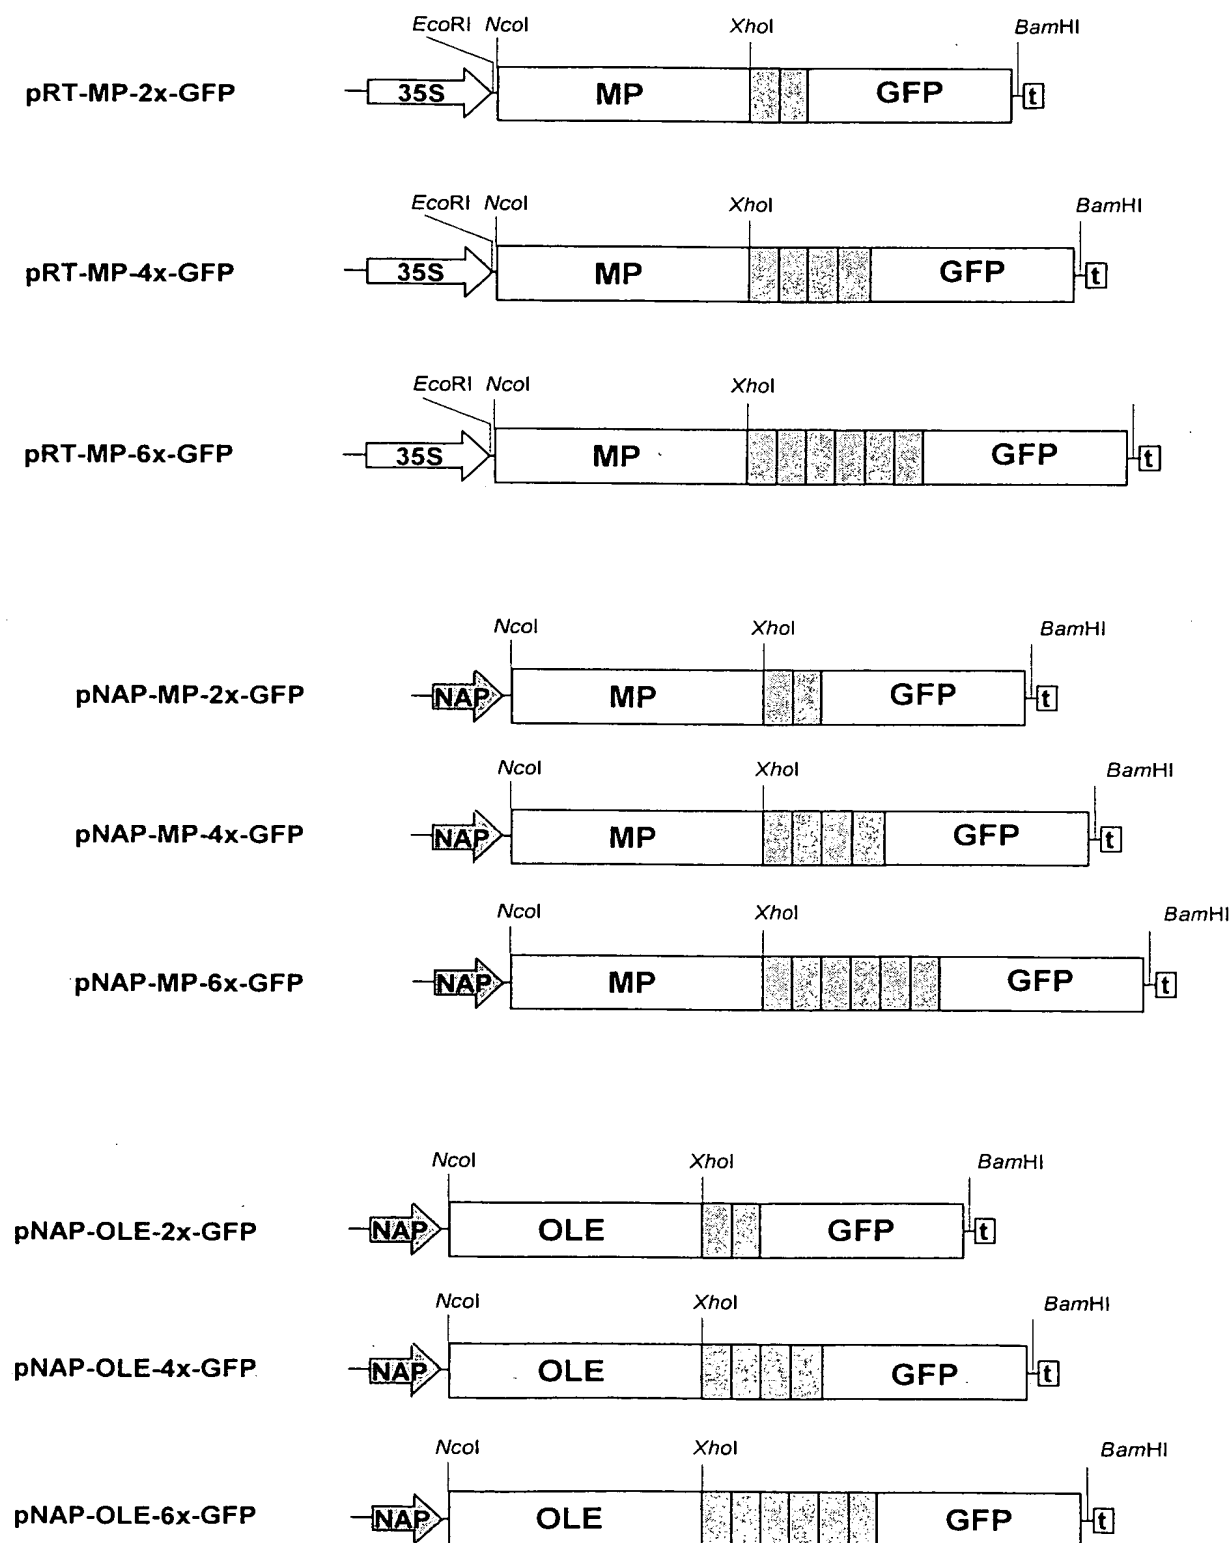 EcoRI NcoI XhoI BamHI
pRT-MP-2x-GFP 35S MP GFP t
EcoRI NcoI XhoI BamHI
pRT-MP-4x-GFP 35S MP GFP t
EcoRI NcoI XhoI
pRT-MP-6x-GFP 35S MP GFP t
NcoI XhoI BamHI
pNAP-MP-2x-GFP NAP MP GFP t
NcoI XhoI BamHI
pNAP-MP-4x-GFP NAP MP GFP t
NcoI XhoI BamHI
pNAP-MP-6x-GFP NAP MP GFP t
NcoI XhoI BamHI
pNAP-OLE-2x-GFP NAP OLE GFP t
NcoI XhoI BamHI
pNAP-OLE-4x-GFP NAP OLE GFP t
NcoI XhoI BamHI
pNAP-OLE-6x-GFP NAP OLE GFP t